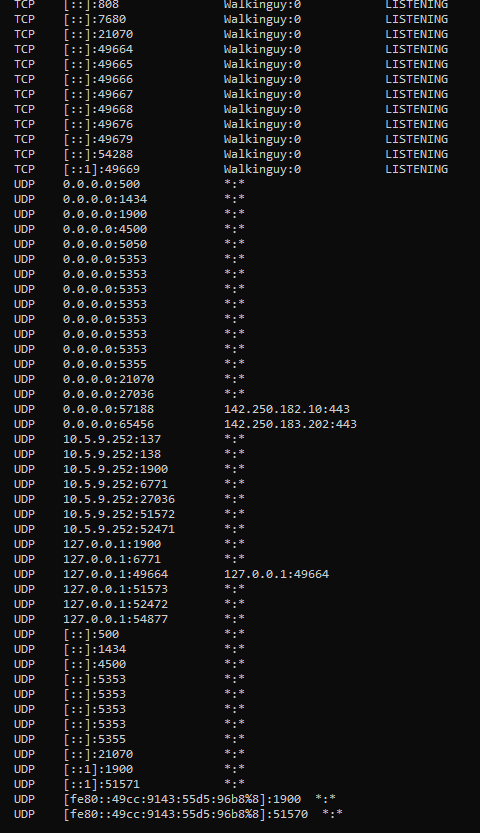 TCP [::]:808 Walkinguy:0 LISTENING
TCP [::]:7680 Walkinguy:0 LISTENING
TCP [::]:21070 Walkinguy:0 LISTENING
TCP [::]:49664 Walkinguy:0 LISTENING
TCP [::]:49665 Walkinguy:0 LISTENING
TCP [::]:49666 Walkinguy:0 LISTENING
TCP [::]:49667 Walkinguy:0 LISTENING
TCP [::]:49668 Walkinguy:0 LISTENING
TCP [::]:49676 Walkinguy:0 LISTENING
TCP [::]:49679 Walkinguy:0 LISTENING
TCP [::]:54288 Walkinguy:0 LISTENING
TCP [::1]:49669 Walkinguy:0 LISTENING
UDP 0.0.0.0:500 *:*
UDP 0.0.0.0:1434 *:*
UDP 0.0.0.0:1900 *:*
UDP 0.0.0.0:4500 *:*
UDP 0.0.0.0:5050 *:*
UDP 0.0.0.0:5353 *:*
UDP 0.0.0.0:5353 *:*
UDP 0.0.0.0:5353 *:*
UDP 0.0.0.0:5353 *:*
UDP 0.0.0.0:5353 *:*
UDP 0.0.0.0:5353 *:*
UDP 0.0.0.0:5353 *:*
UDP 0.0.0.0:5355 *:*
UDP 0.0.0.0:21070 *:*
UDP 0.0.0.0:27036 *:*
UDP 0.0.0.0:57188 142.250.182.10:443
UDP 0.0.0.0:65456 142.250.183.202:443
UDP 10.5.9.252:137 *:*
UDP 10.5.9.252:138 *:*
UDP 10.5.9.252:1900 *:*
UDP 10.5.9.252:6771 *:*
UDP 10.5.9.252:27036 *:*
UDP 10.5.9.252:51572 *:*
UDP 10.5.9.252:52471 *:*
UDP 127.0.0.1:1900 *:*
UDP 127.0.0.1:6771 *:*
UDP 127.0.0.1:49664 127.0.0.1:49664
UDP 127.0.0.1:51573 *:*
UDP 127.0.0.1:52472 *:*
UDP 127.0.0.1:54877 *:*
UDP [::]:500 *:*
UDP [::]:1434 *:*
UDP [::]:4500 *:*
UDP [::]:5353 *:*
UDP [::]:5353 *:*
UDP [::]:5353 *:*
UDP [::]:5353 *:*
UDP [::]:5355 *:*
UDP [::]:21070 *:*
UDP [::1]:1900 *:*
UDP [::1]:51571 *:*
UDP [fe80::49cc:9143:55d5:96b8%8]:1900 *:*
UDP [fe80::49cc:9143:55d5:96b8%8]:51570 *:*